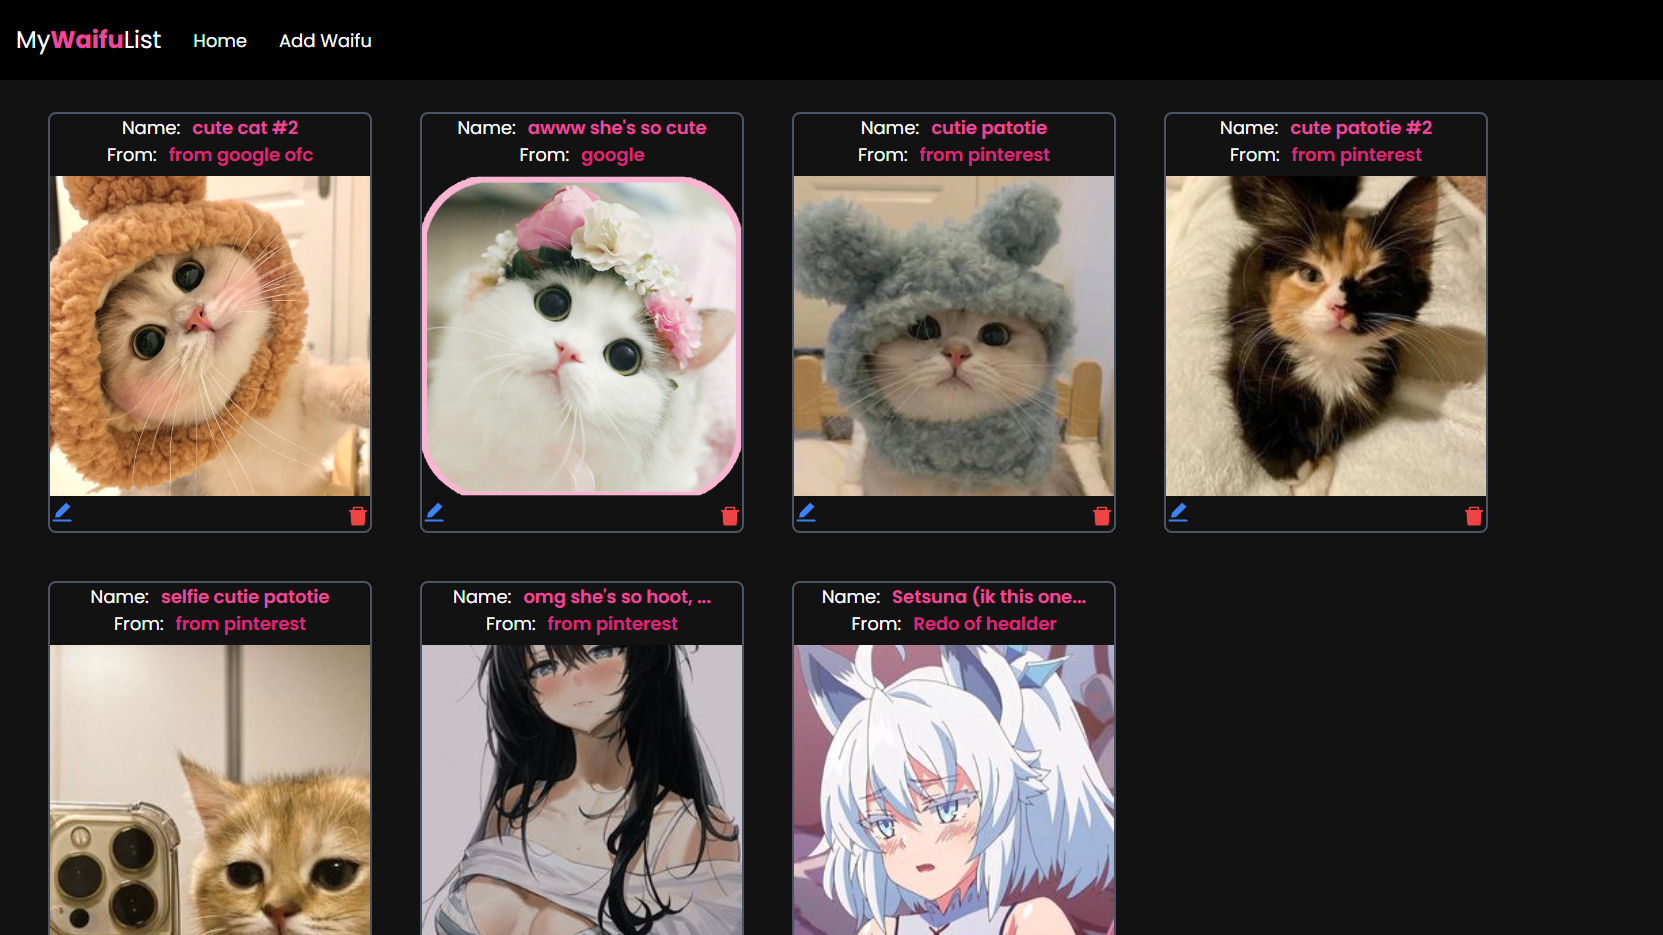 MyWaifuList Home Add Waifu
Name: cute cat #2
From: from google ofc
Name: awww she's so cute
From: google
Name: cutie patotie
From: from pinterest
Name: cute patotie #2
From: from pinterest
Name: selfie cutie patotie
From: from pinterest
Name: omg she's so hoot, ...
From: from pinterest
Name: Setsuna (ik this one...
From: Redo of healder